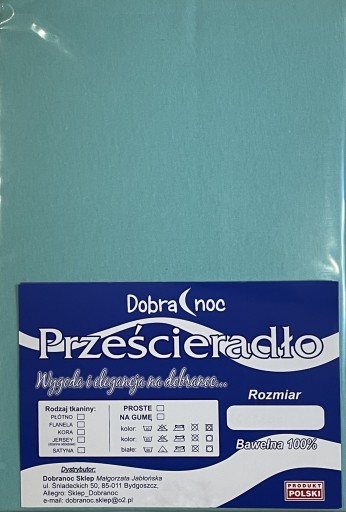 Dobra noc
Prześcieradło
Wygoda i elegancja na dobranoc...
Rodzaj tkaniny:
PŁÓTNO
FLANELA
KORA
JERSEY
SATYNA
PROSTE
NA GUMĘ
kolor:
kolor:
białe:
Rozmiar
Bawełna 100%
Dystrybutor:
Dobranoc Sklep Małgorzata Jabłońska
ul. Śniadeckich 50, 85-011 Bydgoszcz,
Allegro: Sklep_Dobranoc
e-mail: dobranoc.sklep@o2.pl
PRODUKT
POLSKI